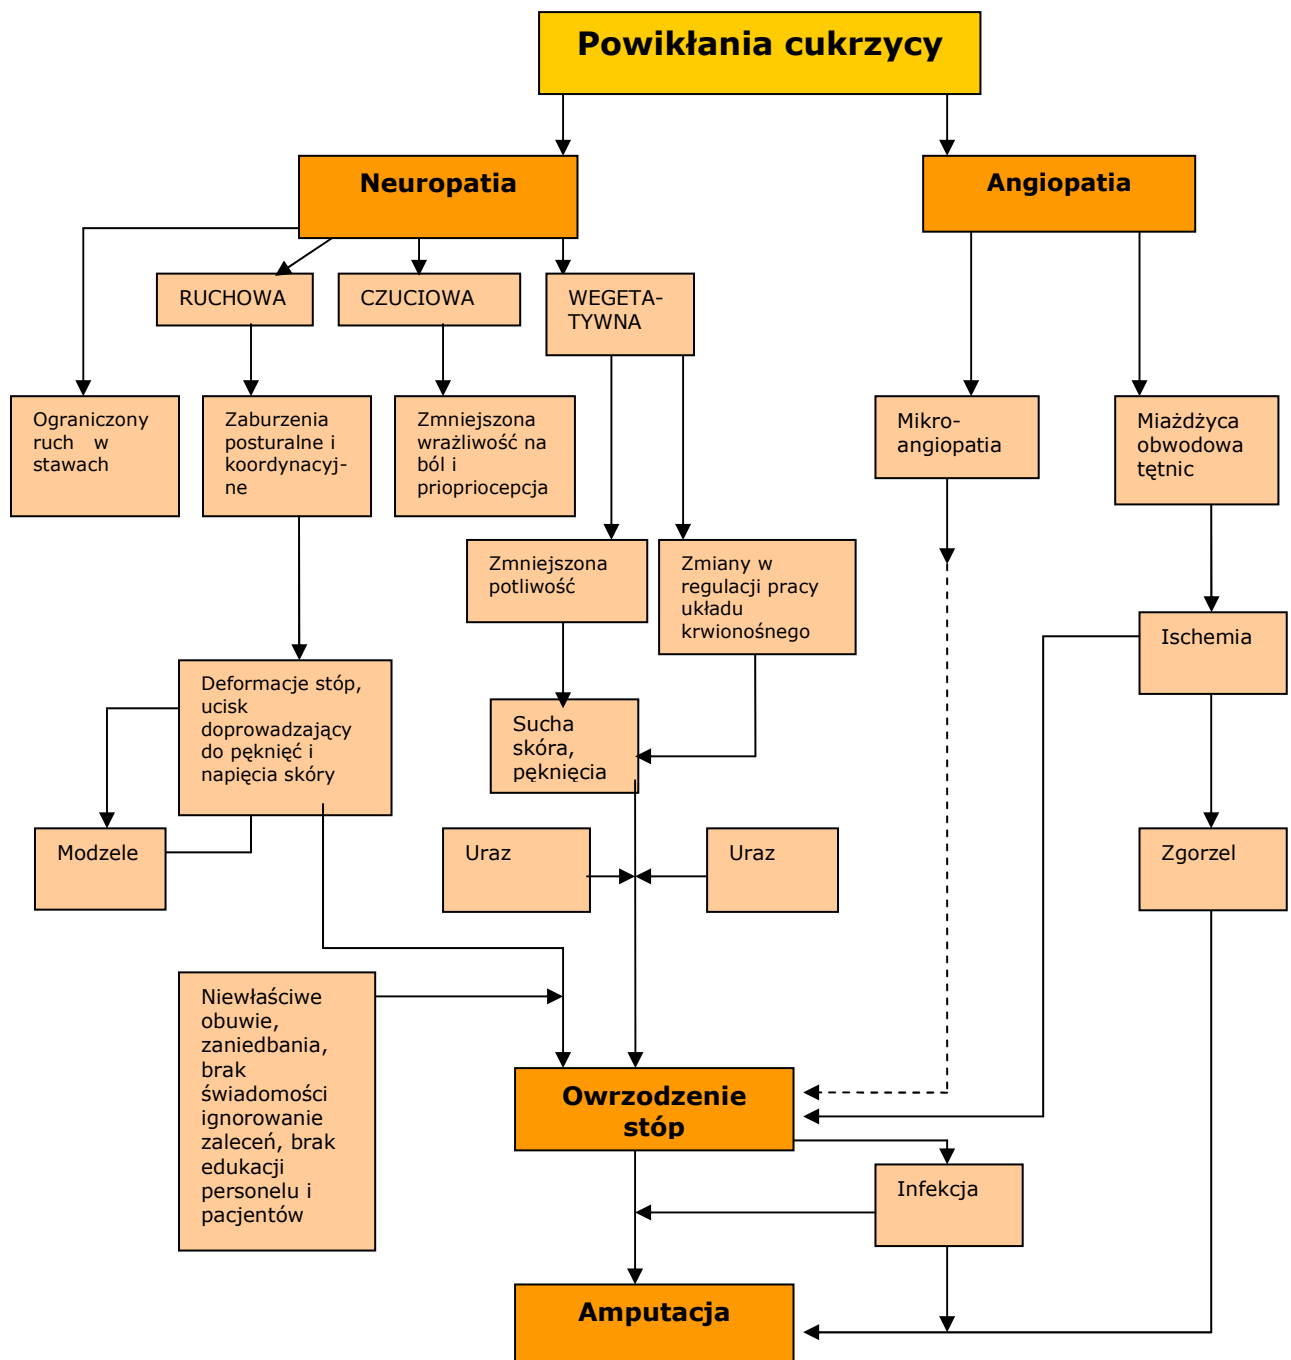 Powikłania cukrzycy
Neuropatia
Angiopatia
RUCHOWA
CZUCIOWA
WEGETA-
TYWNA
Ograniczony
ruch w
stawach
Zaburzenia
posturalne i
koordynacyj-
ne
Zmniejszona
wrażliwość na
ból i
priopriocepcja
Mikro-
angiopatia
Miażdżyca
obwodowa
tętnic
Zmniejszona
potliwość
Zmiany w
regulacji pracy
układu
krwionośnego
Ischemia
Deformacje stóp,
ucisk
doprowadzający
do pęknięć i
napięcia skóry
Sucha
skóra,
pęknięcia
Modzele
Uraz
Uraz
Zgorzel
Niewłaściwe
obuwie,
zaniedbania,
brak
świadomości
ignorowanie
zaleceń, brak
edukacji
personelu i
pacjentów
Owrzodzenie
stóp
Infekcja
Amputacja